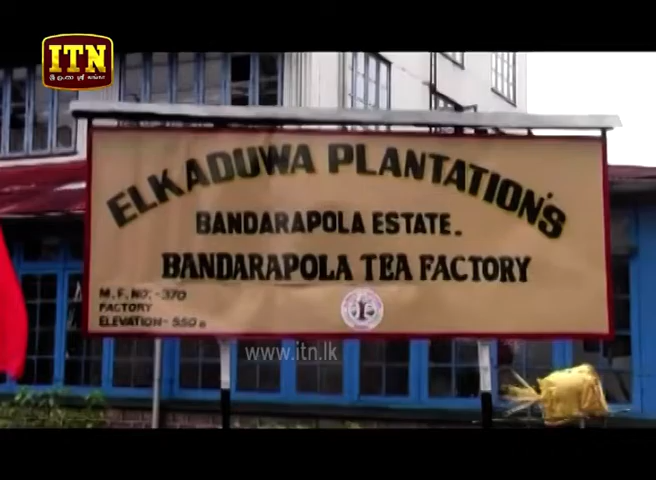 ITN
ELKADUWA PLANTATION'S
BANDARAPOLA ESTATE.
BANDARAPOLA TEA FACTORY
M.F.NO:-370
FACTORY
ELEVATION-550
www.itn.lk